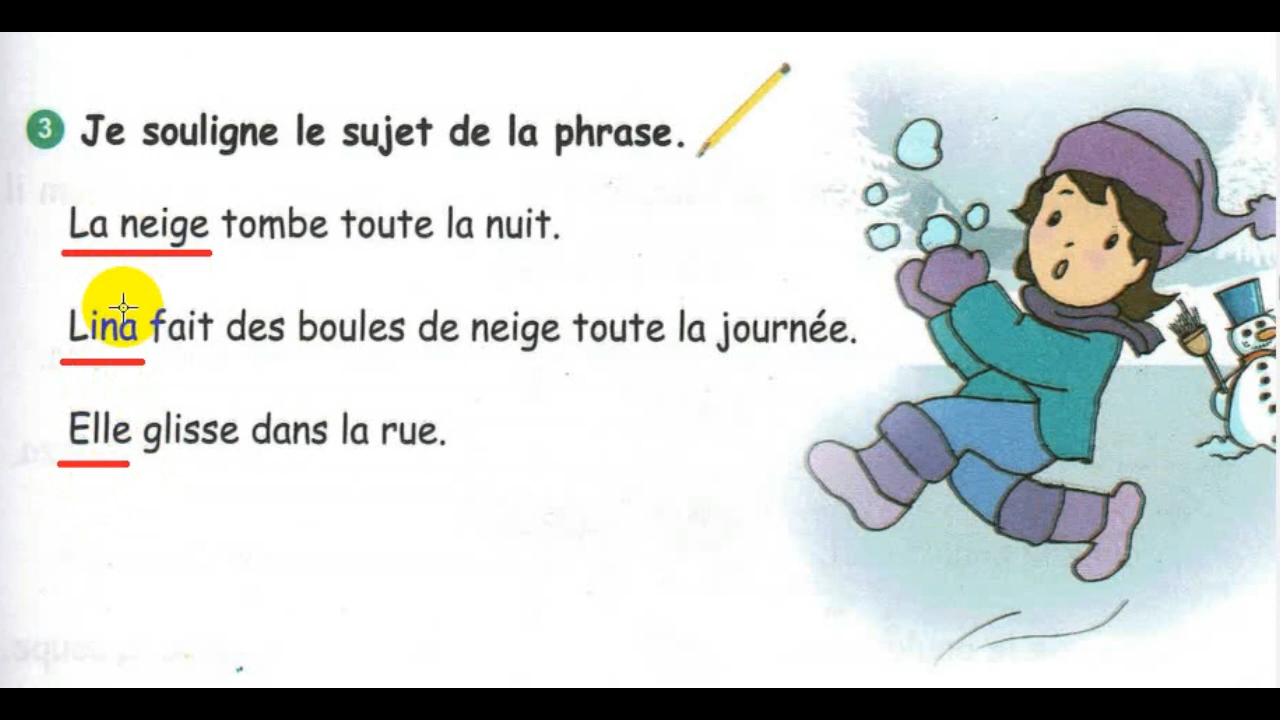 3 Je souligne le sujet de la phrase.
La neige tombe toute la nuit.
Lina fait des boules de neige toute la journée.
Elle glisse dans la rue.